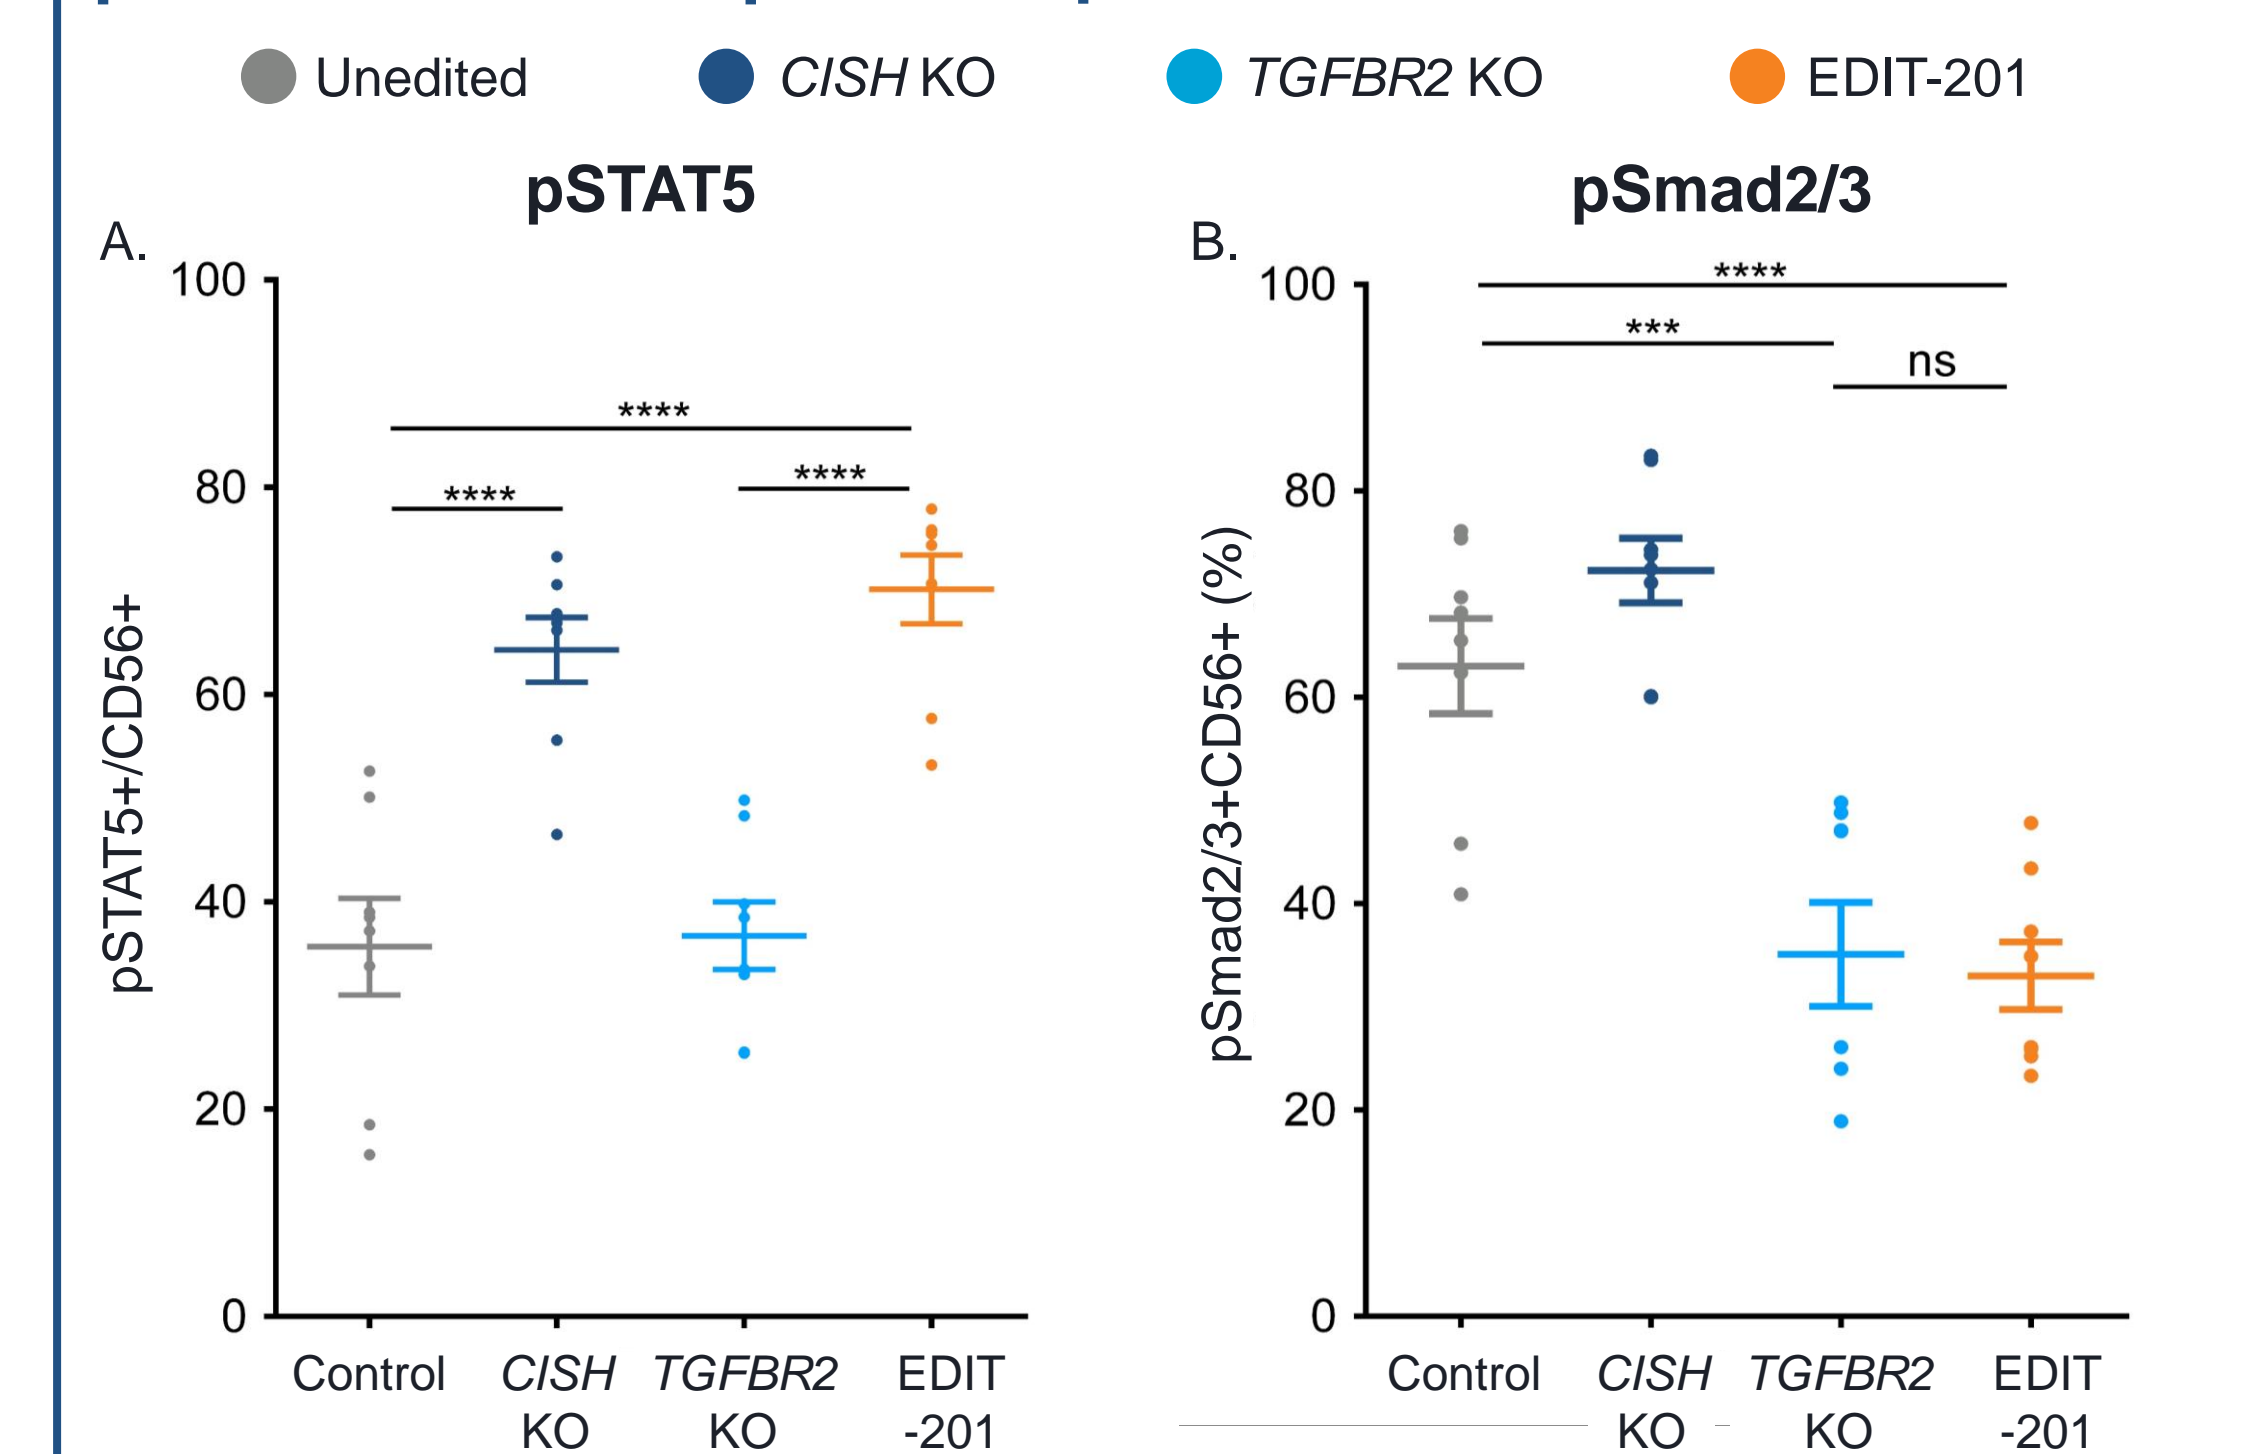 Unedited
CISH KO
TGFBR2 KO
EDIT-201
pSTAT5
A.
100
80
60
40
20
0
pSTAT5+/CD56+
****
****
****
Control
CISH KO
TGFBR2 KO
EDIT -201
pSmad2/3
B.
100
80
60
40
20
0
pSmad2/3+CD56+ (%)
****
***
ns
Control
CISH KO
TGFBR2 KO
EDIT -201